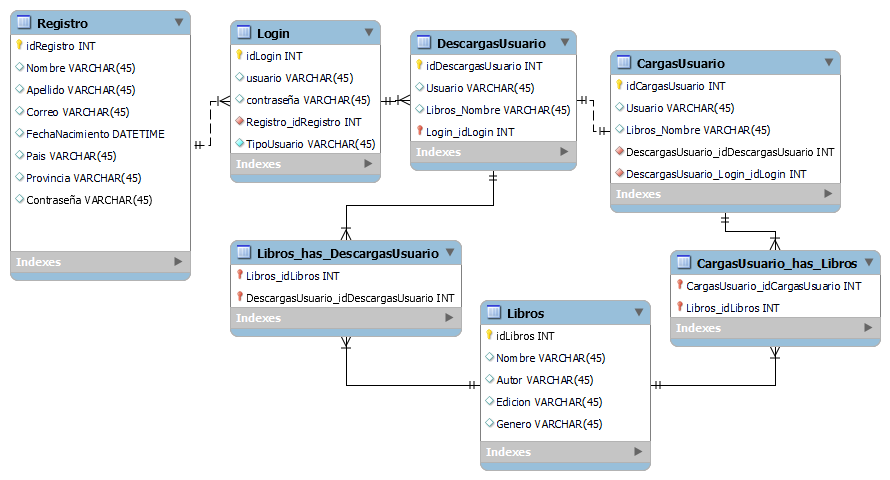 Registro
idRegistro INT
Nombre VARCHAR(45)
Apellido VARCHAR(45)
Correo VARCHAR(45)
FechaNacimiento DATETIME
Pais VARCHAR(45)
Provincia VARCHAR(45)
Contraseña VARCHAR(45)
Indexes
Login
idLogin INT
usuario VARCHAR(45)
contraseña VARCHAR(45)
Registro_idRegistro INT
TipoUsuario VARCHAR(45)
Indexes
DescargasUsuario
idDescargasUsuario INT
Usuario VARCHAR(45)
Libros_Nombre VARCHAR(45)
Login_idLogin INT
Indexes
CargasUsuario
idCargasUsuario INT
Usuario VARCHAR(45)
Libros_Nombre VARCHAR(45)
DescargasUsuario_idDescargasUsuario INT
DescargasUsuario_Login_idLogin INT
Indexes
Libros_has_DescargasUsuario
Libros_idLibros INT
DescargasUsuario_idDescargasUsuario INT
Indexes
CargasUsuario_has_Libros
CargasUsuario_idCargasUsuario INT
Libros_idLibros INT
Indexes
Libros
idLibros INT
Nombre VARCHAR(45)
Autor VARCHAR(45)
Edicion VARCHAR(45)
Genero VARCHAR(45)
Indexes